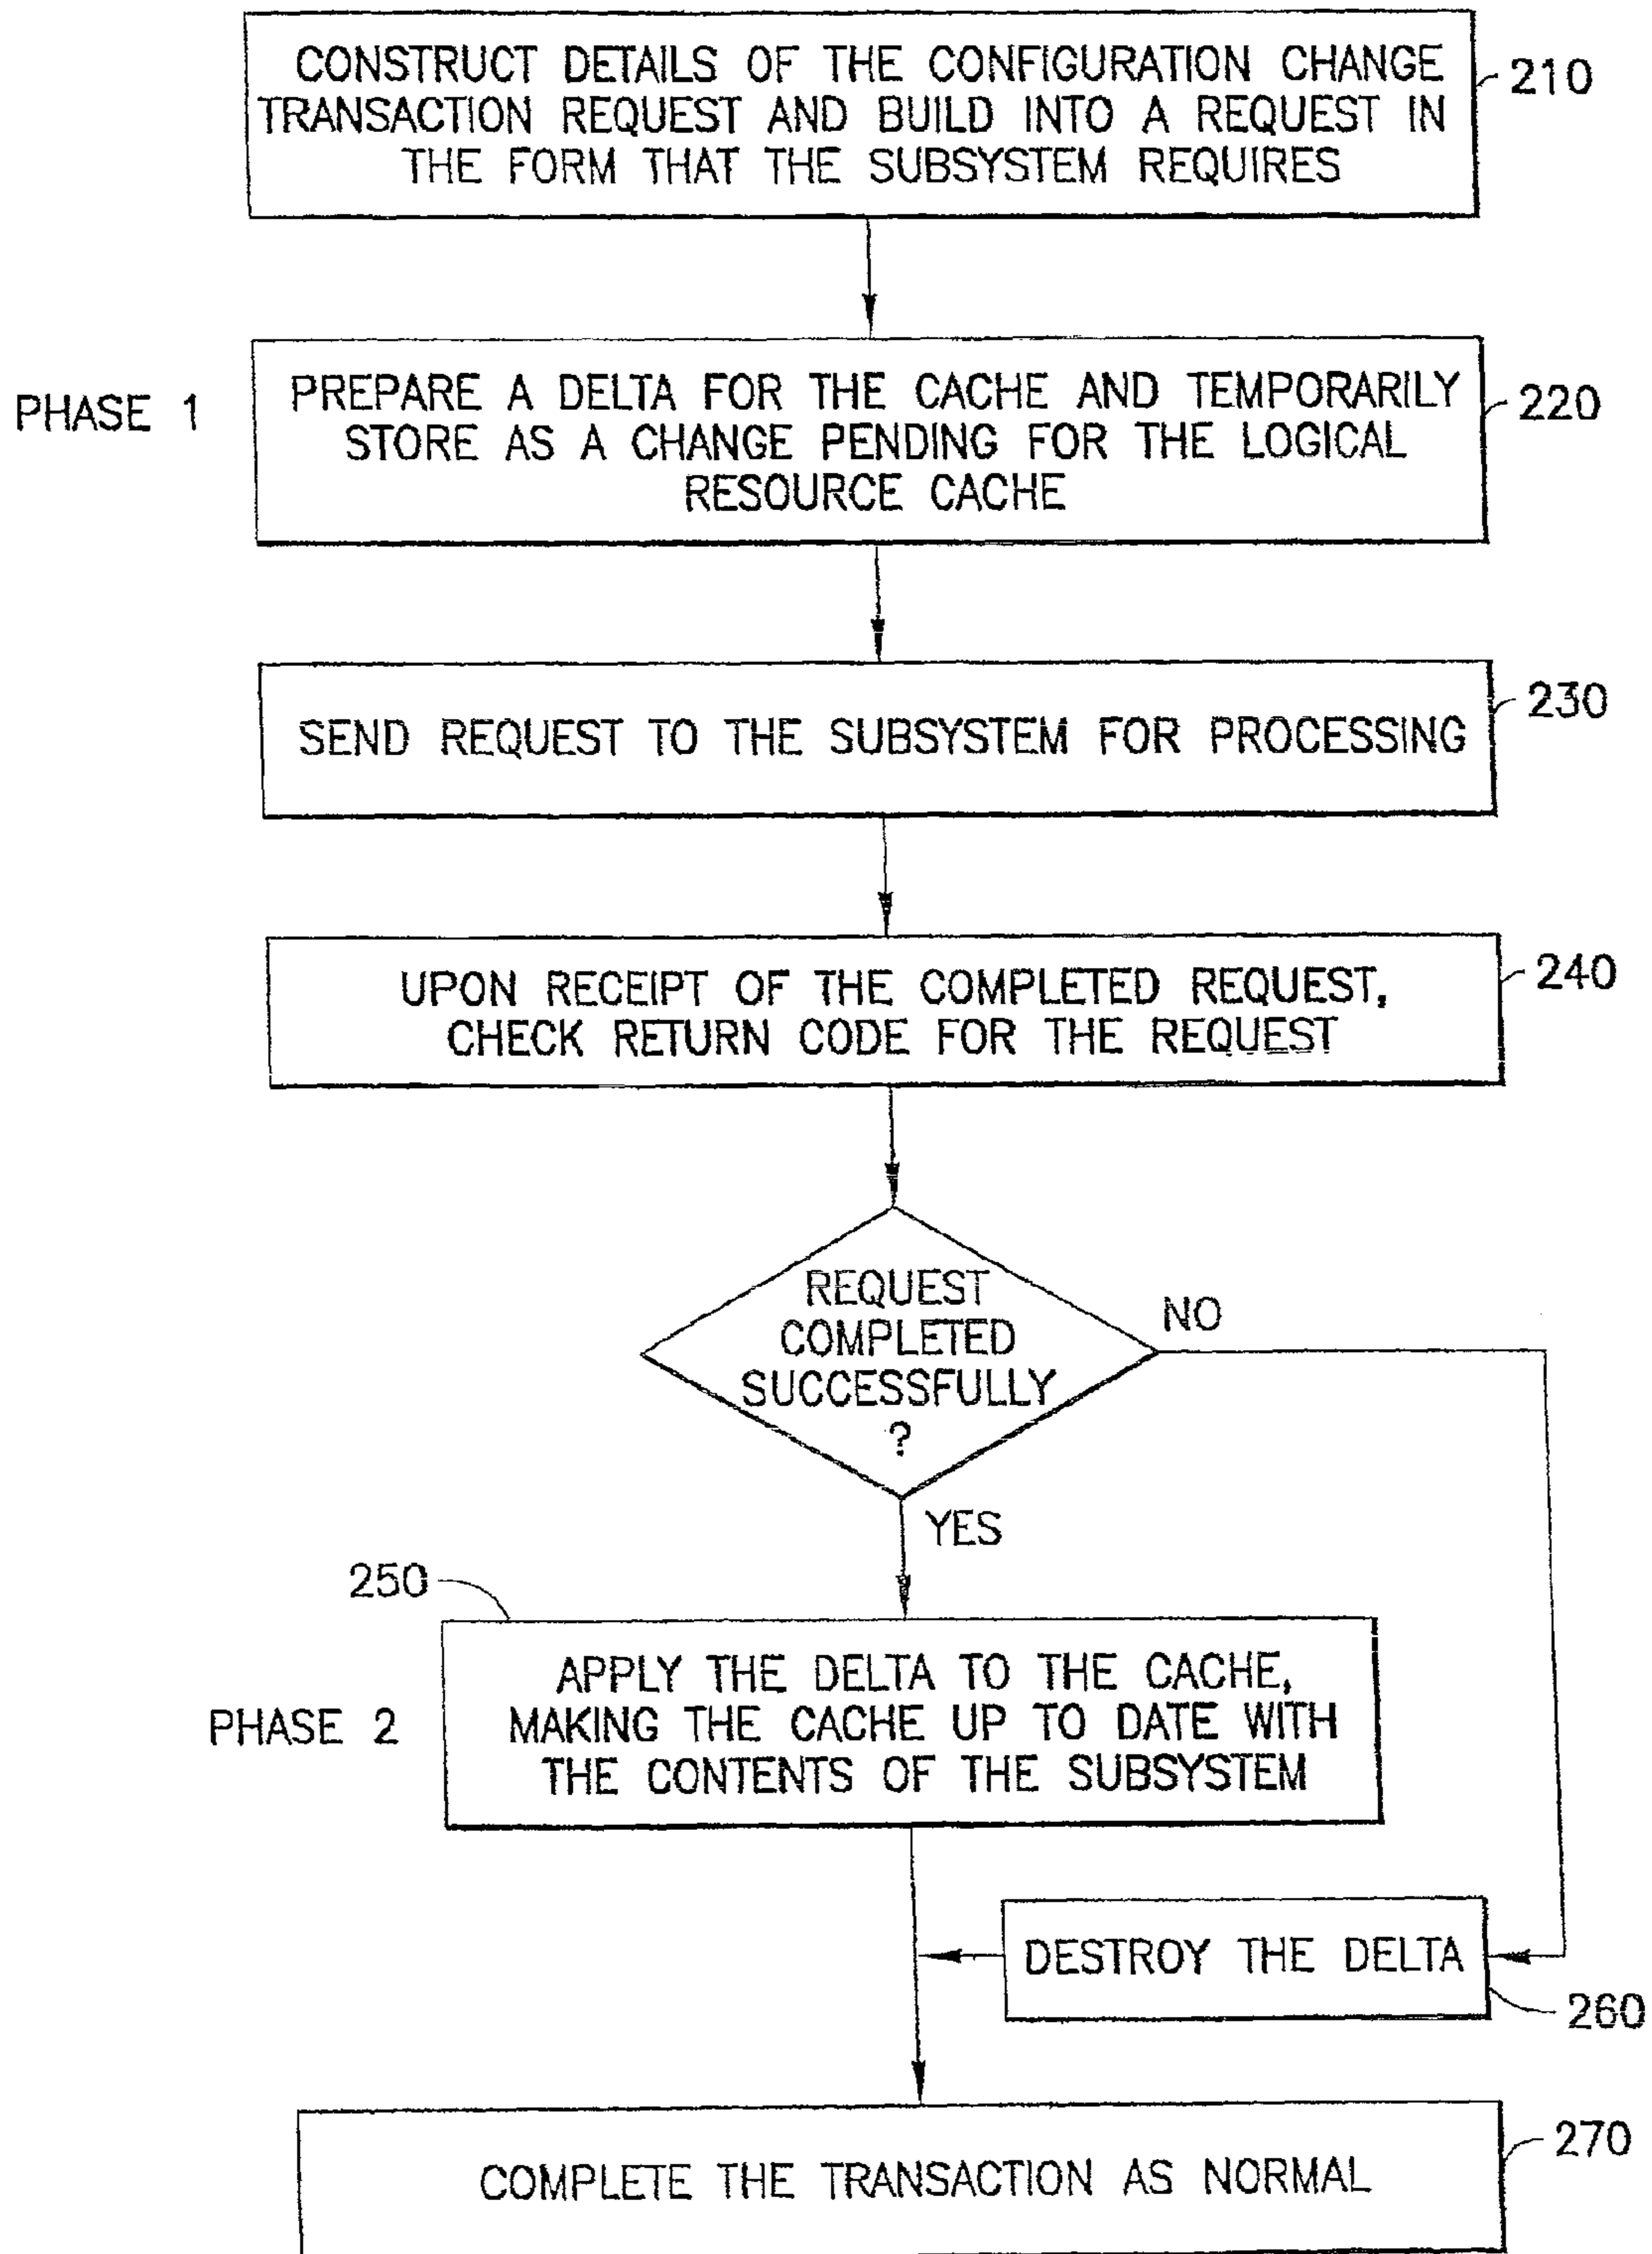 CONSTRUCT DETAILS OF THE CONFIGURATION CHANGE
TRANSACTION REQUEST AND BUILD INTO A REQUEST IN
THE FORM THAT THE SUBSYSTEM REQUIRES
210
PHASE 1
PREPARE A DELTA FOR THE CACHE AND TEMPORARILY
STORE AS A CHANGE PENDING FOR THE LOGICAL
RESOURCE CACHE
220
SEND REQUEST TO THE SUBSYSTEM FOR PROCESSING
230
UPON RECEIPT OF THE COMPLETED REQUEST,
CHECK RETURN CODE FOR THE REQUEST
240
REQUEST
COMPLETED
SUCCESSFULLY
?
NO
YES
250
PHASE 2
APPLY THE DELTA TO THE CACHE,
MAKING THE CACHE UP TO DATE WITH
THE CONTENTS OF THE SUBSYSTEM
DESTROY THE DELTA
260
COMPLETE THE TRANSACTION AS NORMAL
270